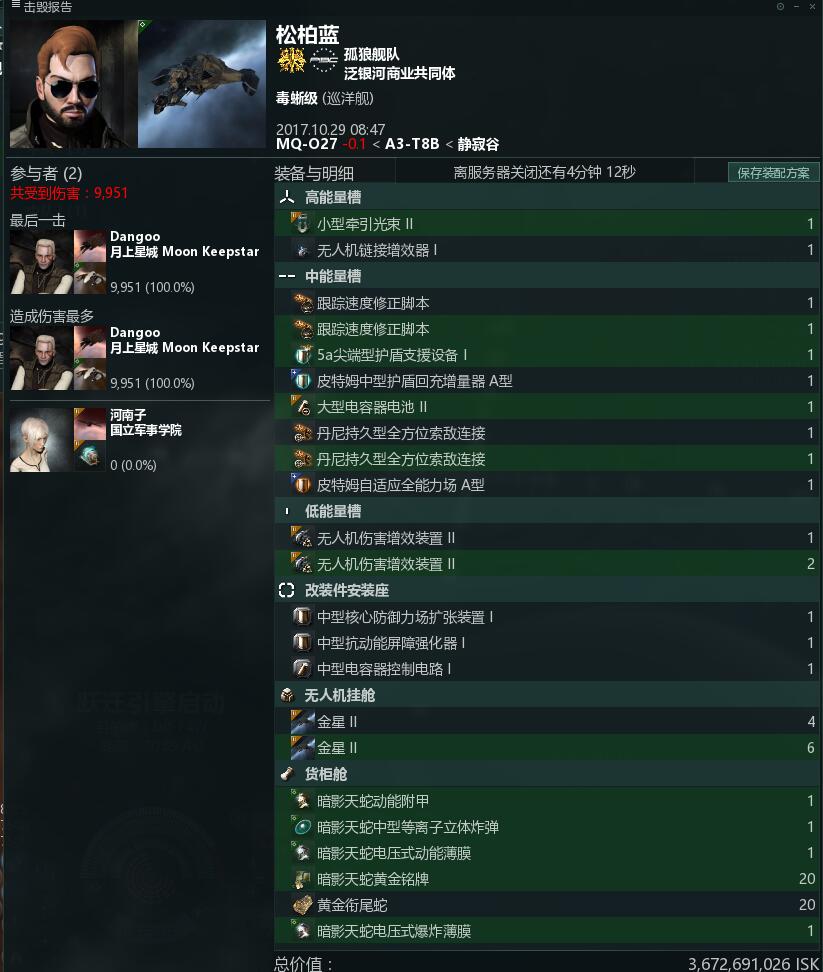 击毁报告
松柏蓝
孤狼舰队
泛银河商业共同体
毒蜥级 (巡洋舰)
2017.10.29 08:47
MQ-O27 -0.1 < A3-T8B < 静寂谷
参与者 (2)
共受到伤害：9,951
最后一击
Dangoo
月上星城 Moon Keepstar
9,951 (100.0%)
造成伤害最多
Dangoo
月上星城 Moon Keepstar
9,951 (100.0%)
河南子
国立军事学院
0 (0.0%)
装备与明细
离服务器关闭还有4分钟 12秒
保存装配方案
高能量槽
小型牵引光束 II 1
无人机链接增效器 I 1
中能量槽
跟踪速度修正脚本 1
跟踪速度修正脚本 1
5a尖端型护盾支援设备 I 1
皮特姆中型护盾回充增量器 A型 1
大型电容器电池 II 1
丹尼持久型全方位索敌连接 1
丹尼持久型全方位索敌连接 1
皮特姆自适应全能力场 A型 1
低能量槽
无人机伤害增效装置 II 1
无人机伤害增效装置 II 2
改装件安装座
中型核心防御力场扩张装置 I 1
中型抗动能屏障强化器 I 1
中型电容器控制电路 I 1
无人机挂舱
金星 II 4
金星 II 6
货柜舱
暗影天蛇动能附甲 1
暗影天蛇中型等离子立体炸弹 1
暗影天蛇电压式动能薄膜 1
暗影天蛇黄金铭牌 20
黄金衔尾蛇 20
暗影天蛇电压式爆炸薄膜 1
总价值： 3,672,691,026 ISK
跃迁引擎启动